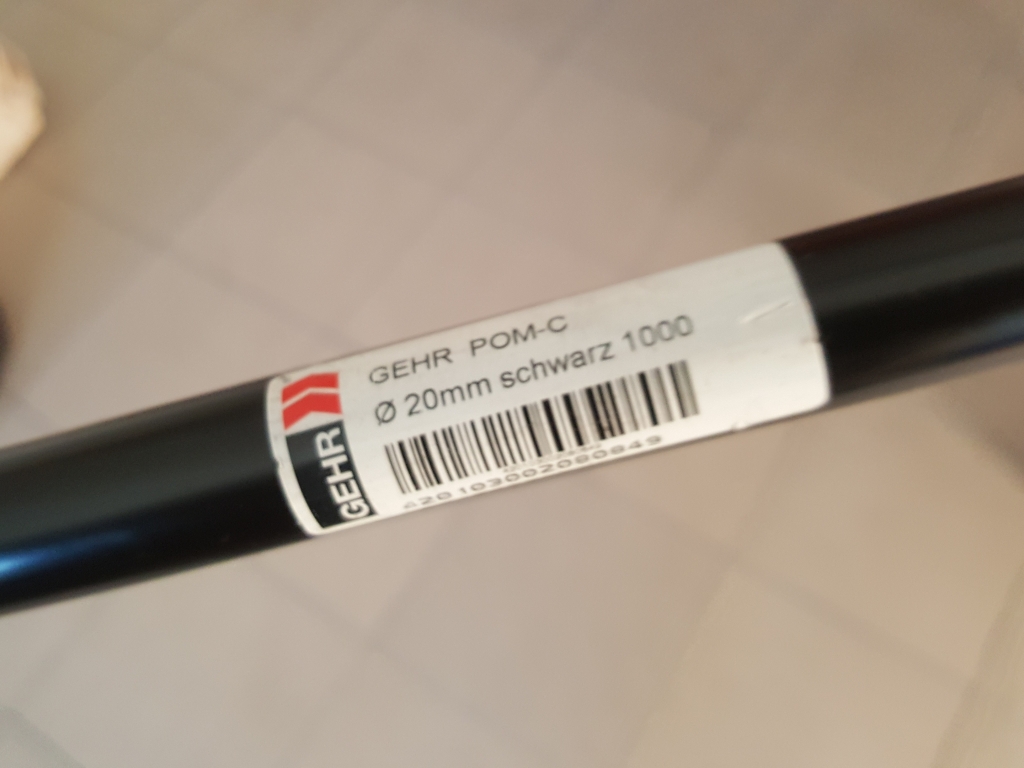 GEHR POM-C
Ø 20mm schwarz 1000
GEHR